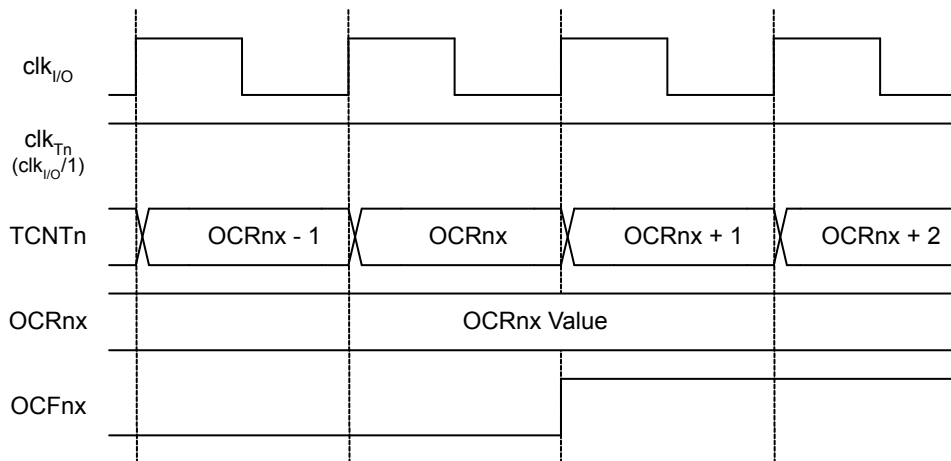 clkI/O
clkTn
(clkI/O/1)
TCNTn OCRnx - 1 OCRnx OCRnx + 1 OCRnx + 2
OCRnx OCRnx Value
OCFnx